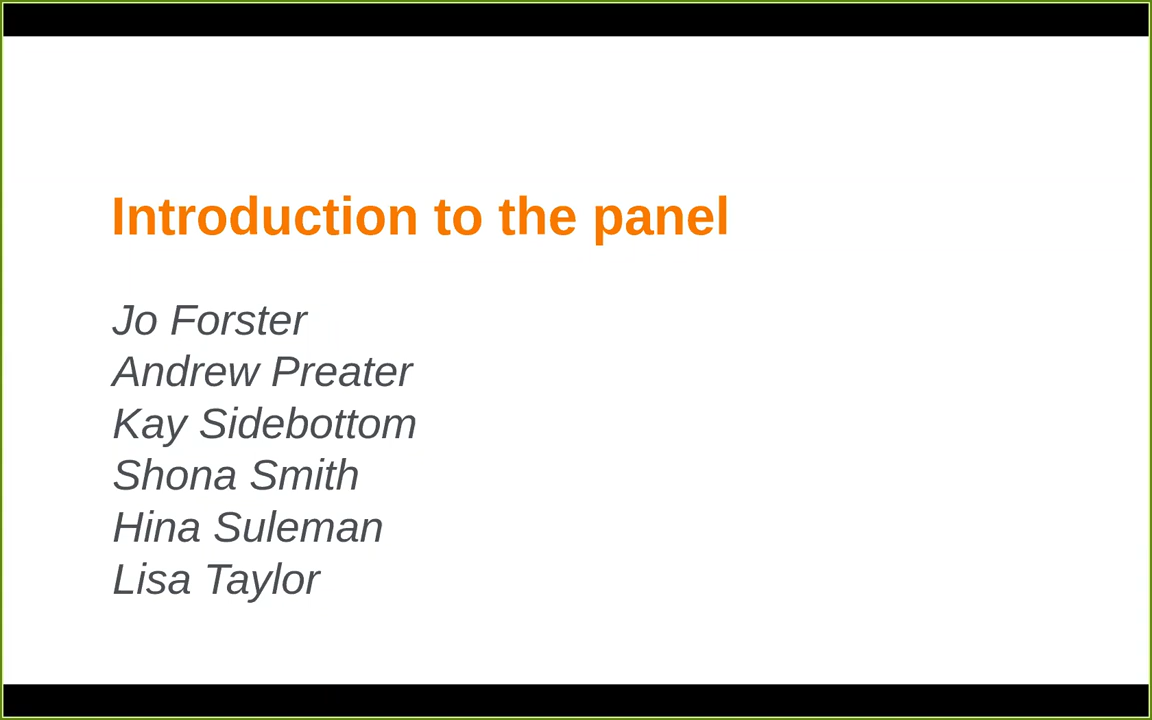 Introduction to the panel
Jo Forster
Andrew Preater
Kay Sidebottom
Shona Smith
Hina Suleman
Lisa Taylor